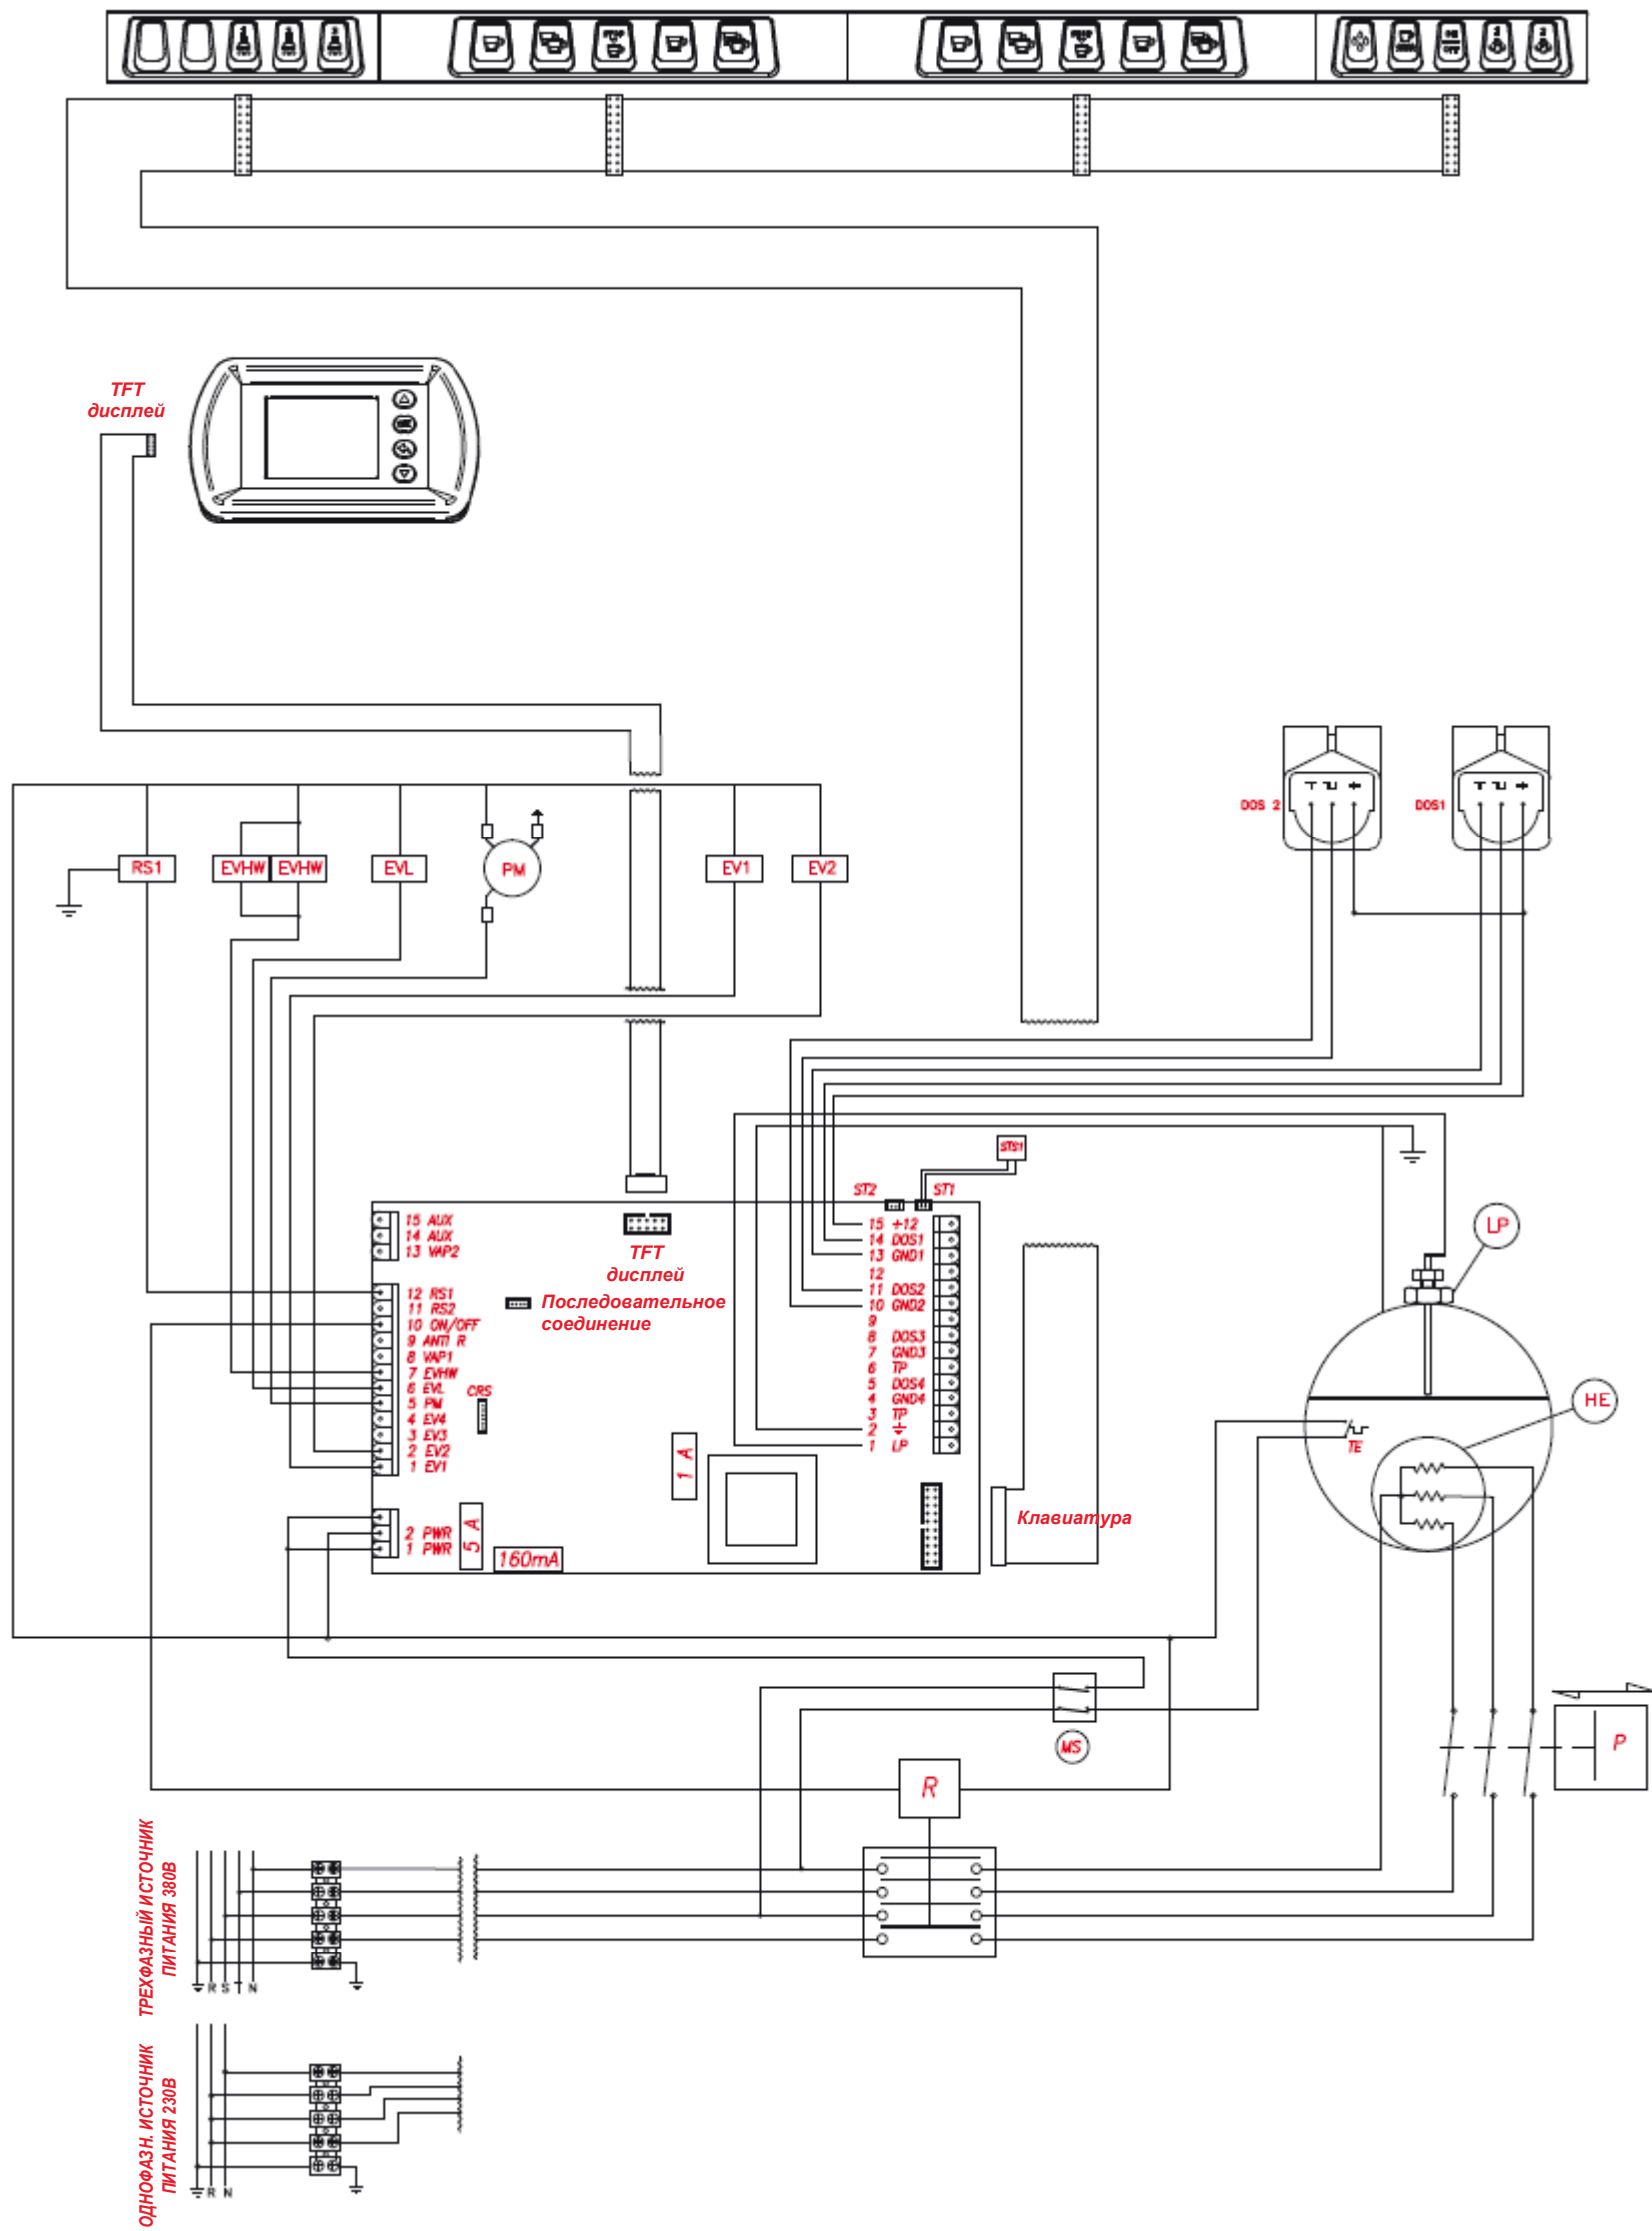 TFT
дисплей
DOS 2
DOS1
RS1
EVHW
EVHW
EVL
PM
EV1
EV2
STS1
ST2
ST1
15 AUX
14 AUX
13 VAP2
12 RS1
11 RS2
10 ON/OFF
9 ANTI R
8 VAP1
7 EVHW
6 EVL
5 PM
4 EV4
3 EV3
2 EV2
1 EV1
2 PWR
1 PWR
CRS
5 A
160mA
1 A
TFT
дисплей
Последовательное
соединение
15 +12
14 DOS1
13 GND1
12
11 DOS2
10 GND2
9
8 DOS3
7 GND3
6 TP
5 DOS4
4 GND4
3 TP
2
1 LP
Клавиатура
LP
HE
TE
MS
R
P
ТРЕХФАЗНЫЙ ИСТОЧНИК
ПИТАНИЯ 380В
R S T N
ОДНОФАЗН. ИСТОЧНИК
ПИТАНИЯ 230В
R N